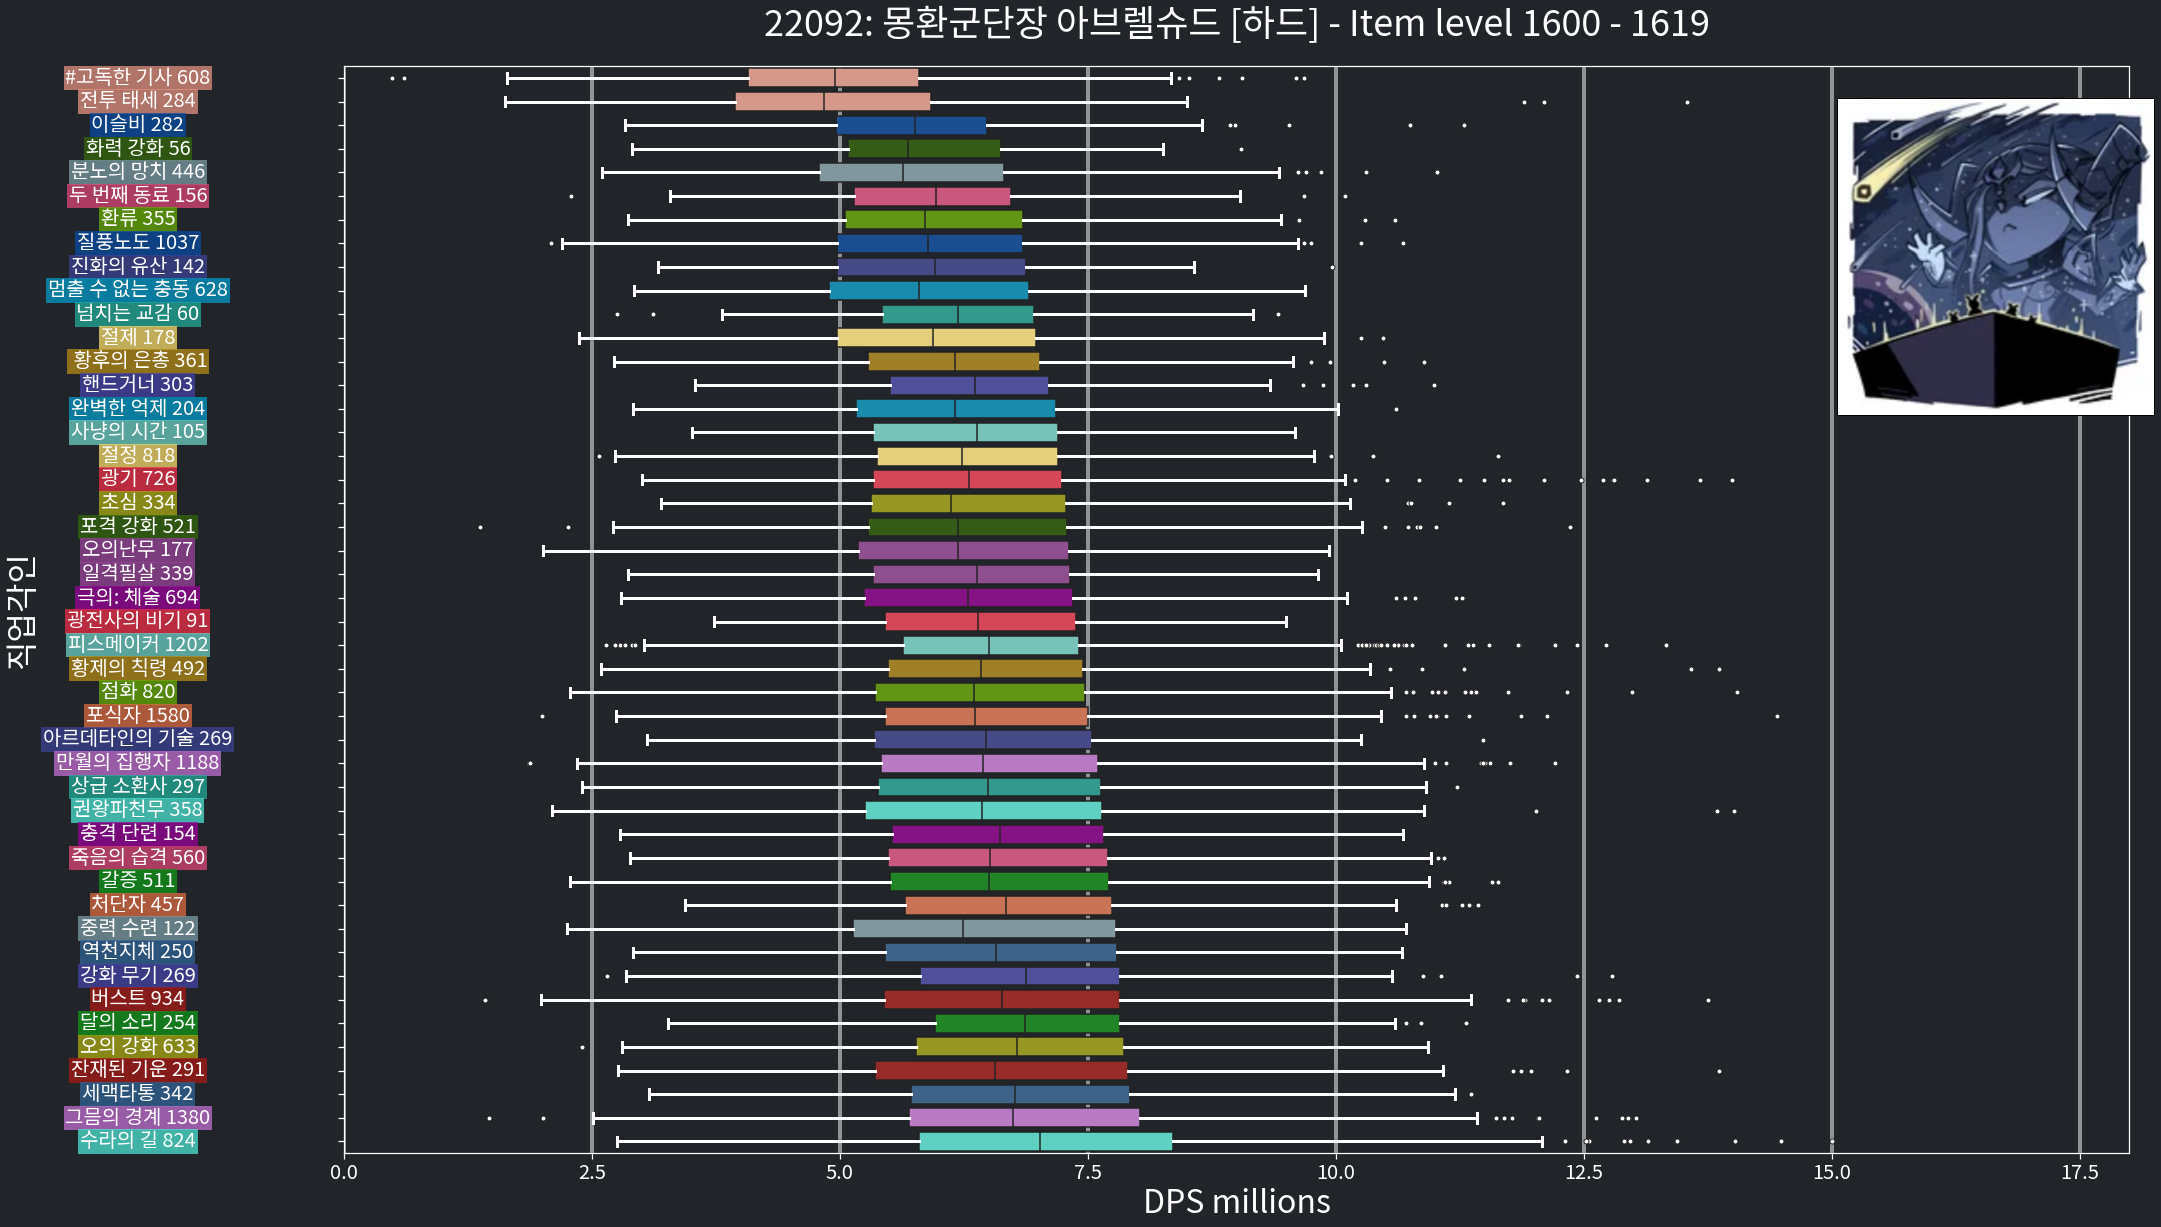 22092: 몽환군단장 아브렐슈드 [하드] - Item level 1600 - 1619
#고독한 기사 608
전투 태세 284
이슬비 282
화력 강화 56
분노의 망치 446
두 번째 동료 156
환류 355
질풍노도 1037
진화의 유산 142
멈출 수 없는 충동 628
넘치는 교감 60
절제 178
황후의 은총 361
핸드거너 303
완벽한 억제 204
사냥의 시간 105
절정 818
광기 726
초심 334
포격 강화 521
오의난무 177
일격필살 339
극의: 체술 694
광전사의 비기 91
피스메이커 1202
황제의 칙령 492
점화 820
포식자 1580
아르데타인의 기술 269
만월의 집행자 1188
상급 소환사 297
권왕파천무 358
충격 단련 154
죽음의 습격 560
갈증 511
처단자 457
중력 수련 122
역천지체 250
강화 무기 269
버스트 934
달의 소리 254
오의 강화 633
잔재된 기운 291
세맥타통 342
그믐의 경계 1380
수라의 길 824
직업각인
0.0 2.5 5.0 7.5 10.0 12.5 15.0 17.5
DPS millions